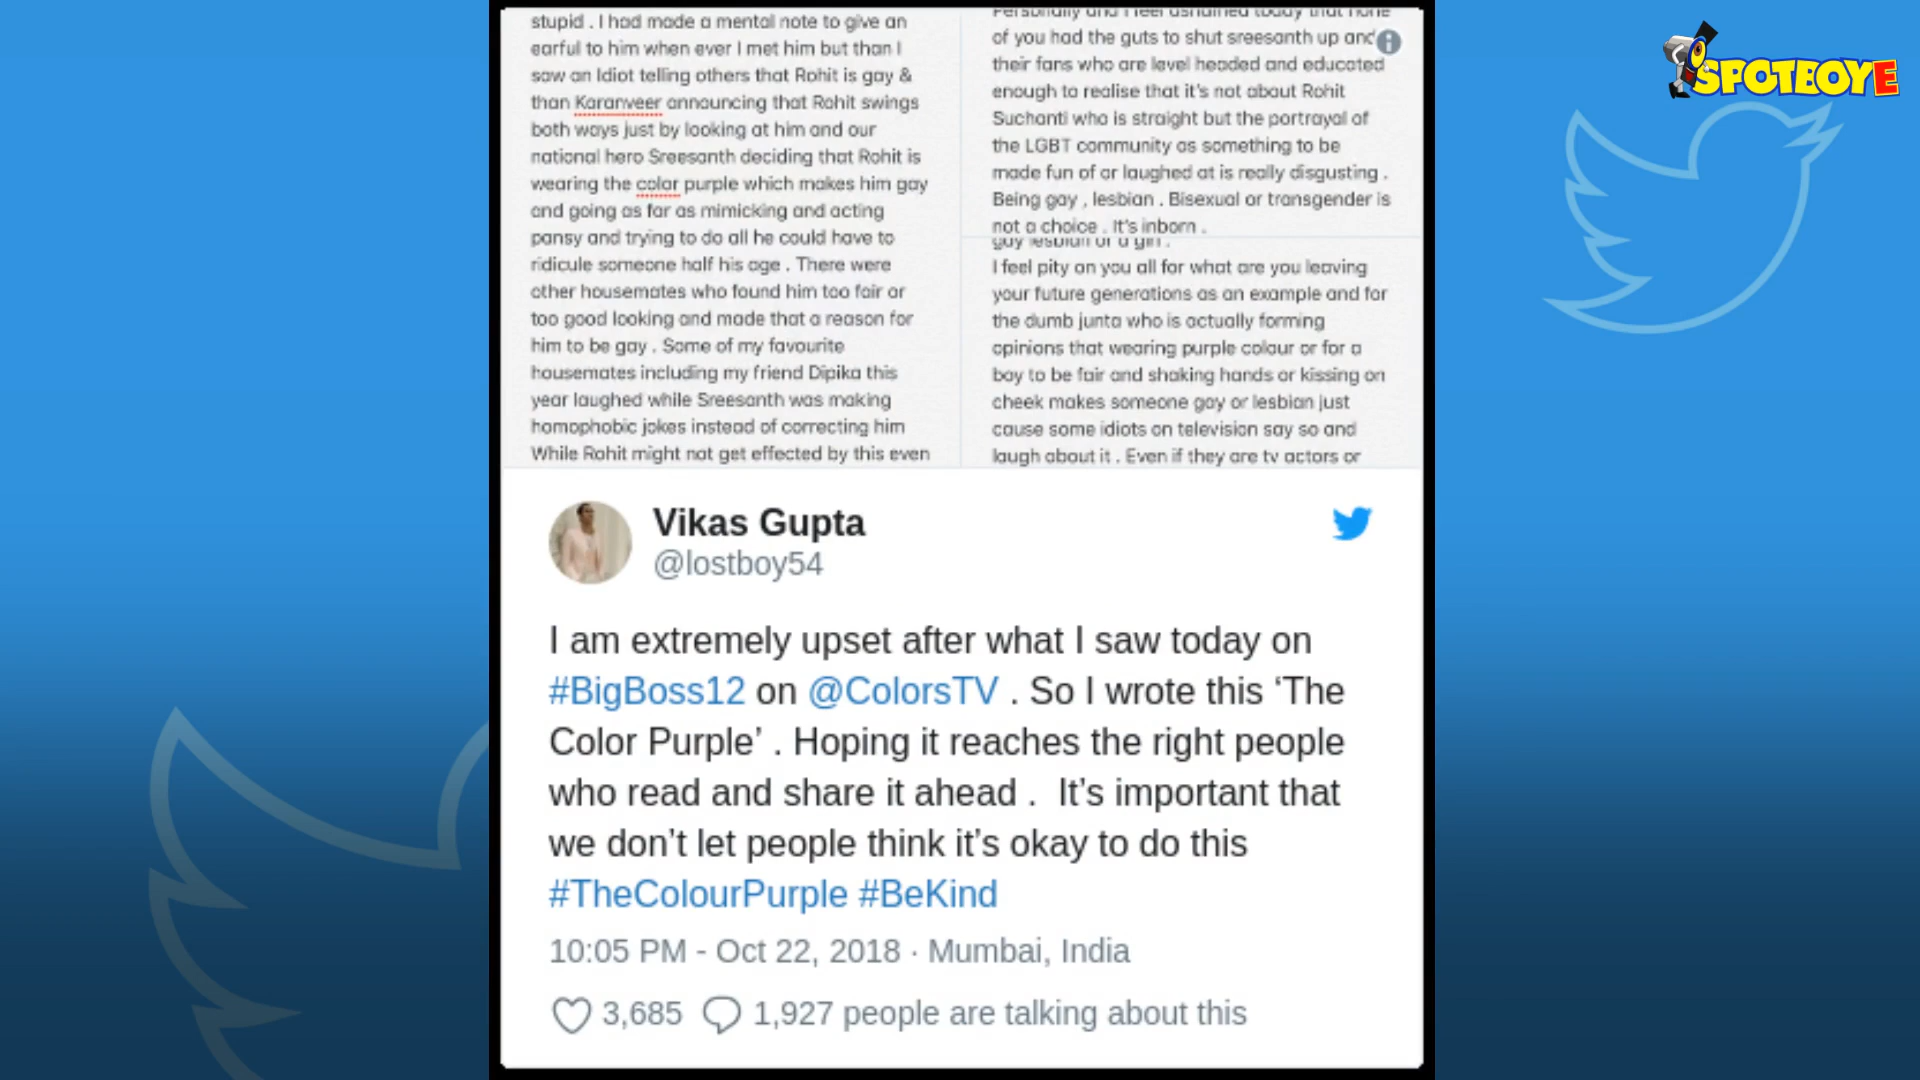 stupid . I had made a mental note to give an
earful to him when ever I met him but than I
saw an Idiot telling others that Rohit is gay &
than Karanveer announcing that Rohit swings
both ways just by looking at him and our
national hero Sreesanth deciding that Rohit is
wearing the color purple which makes him gay
and going as far as mimicking and acting
pansy and trying to do all he could have to
ridicule someone half his age . There were
other housemates who found him too fair or
too good looking and made that a reason for
him to be gay . Some of my favourite
housemates including my friend Dipika this
year laughed while Sreesanth was making
homophobic jokes instead of correcting him
While Rohit might not get effected by this even
Personally and I feel ashamed today that none
of you had the guts to shut sreesanth up and
their fans who are level headed and educated
enough to realise that it's not about Rohit
Suchanti who is straight but the portrayal of
the LGBT community as something to be
made fun of or laughed at is really disgusting .
Being gay , lesbian . Bisexual or transgender is
not a choice . It's inborn .
gay lesbian or a girl .
I feel pity on you all for what are you leaving
your future generations as an example and for
the dumb junta who is actually forming
opinions that wearing purple colour or for a
boy to be fair and shaking hands or kissing on
cheek makes someone gay or lesbian just
cause some idiots on television say so and
laugh about it . Even if they are tv actors or
SPOTBOYE
Vikas Gupta
@lostboy54
I am extremely upset after what I saw today on
#BigBoss12 on @ColorsTV . So I wrote this ‘The
Color Purple’ . Hoping it reaches the right people
who read and share it ahead .  It’s important that
we don’t let people think it’s okay to do this
#TheColourPurple #BeKind
10:05 PM - Oct 22, 2018 · Mumbai, India
3,685 1,927 people are talking about this